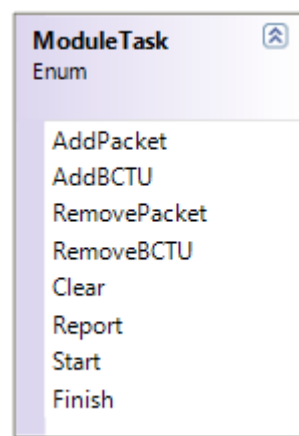 ModuleTask
Enum
AddPacket
AddBCTU
RemovePacket
RemoveBCTU
Clear
Report
Start
Finish